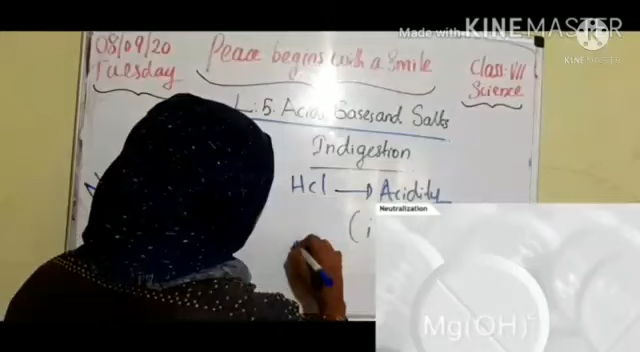 Made with KINEMASTER
KINEMASTER
08/09/20
Tuesday
Peace begins with a Smile
Class: VII
Science
L: 5. Acids Bases and Salts
Indigestion
Hcl → Acidity
(i
Neutralization
Mg(OH)